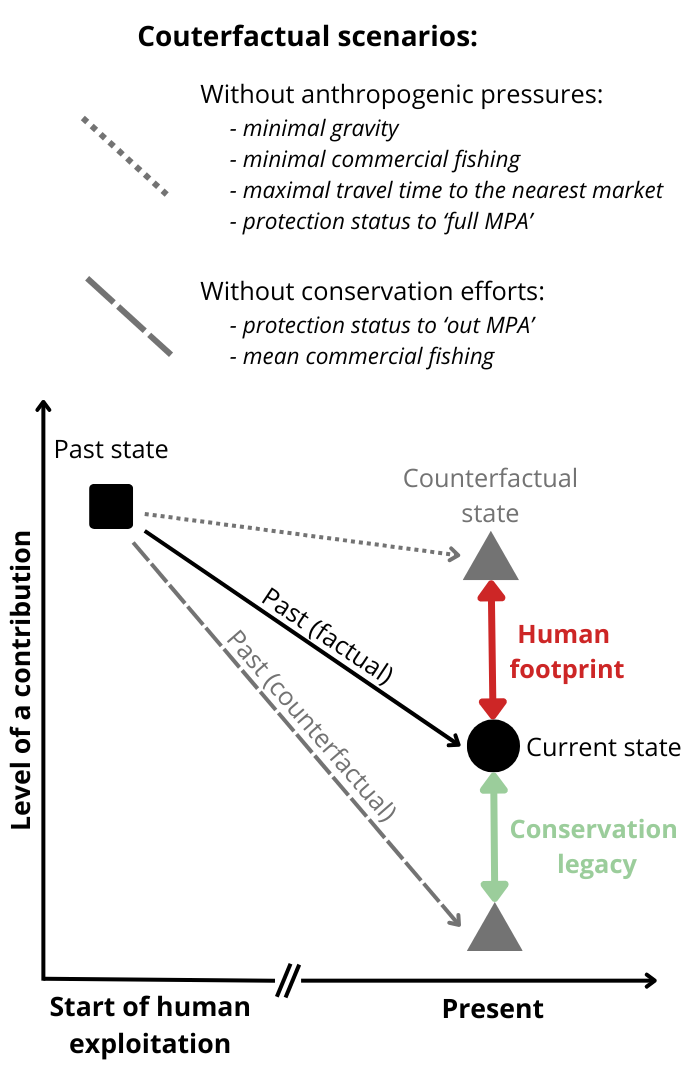 Couterfactual scenarios:
Without anthropogenic pressures:
- minimal gravity
- minimal commercial fishing
- maximal travel time to the nearest market
- protection status to ‘full MPA’
Without conservation efforts:
- protection status to ‘out MPA’
- mean commercial fishing
Past state
Counterfactual
state
Past (factual)
Past (counterfactual)
Human
footprint
Current state
Conservation
legacy
Level of a contribution
Start of human
exploitation
Present